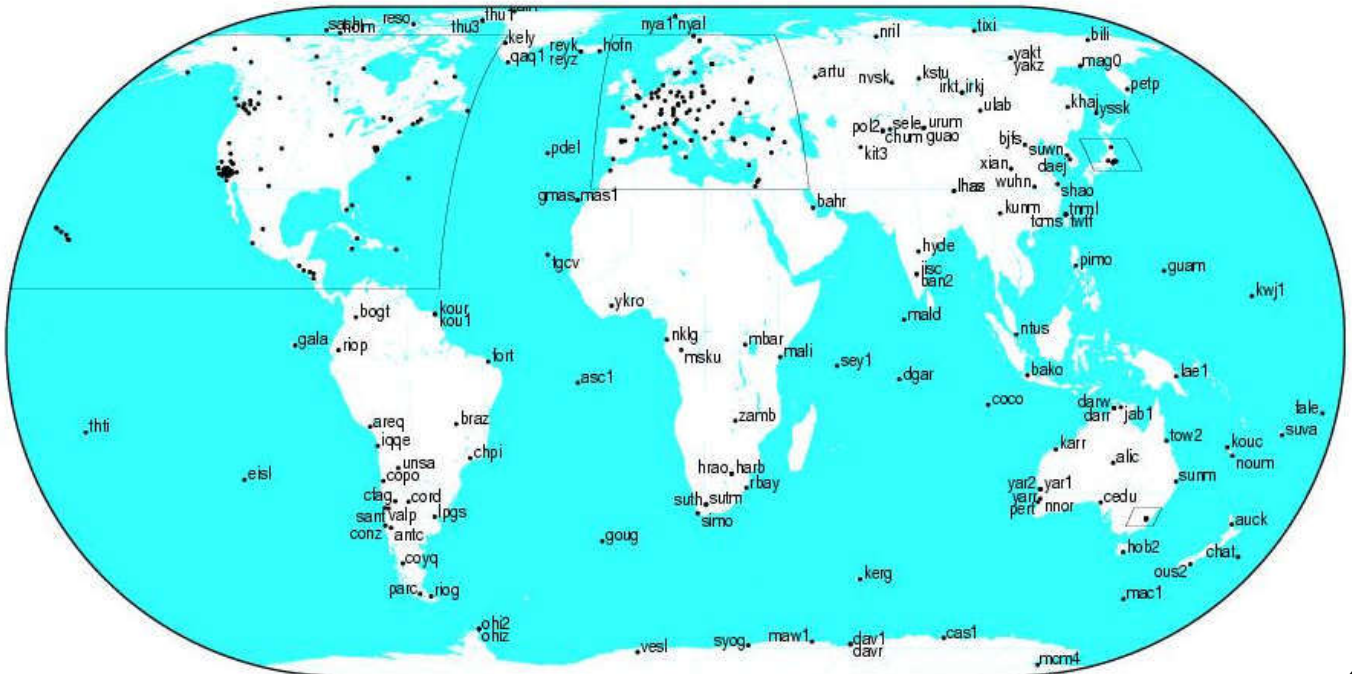 reso
thu1
thu3
holm
nya1 nyal
kely
qaq1
reyk
reyz
hofn
nril
tixi
bili
yakt
yakz
mag0
petp
artu
nvsk
kstu
irkt
irkj
ulab
khaj
yssk
pol2
sele
chum
urum
guao
kit3
bjfs
suwn
daej
xian
wuhn
shao
pdel
gmas
mas1
bahr
kunm
tcms
tnml
twtf
hyde
iisc
ban2
pimo
guam
kwj1
bogt
kour
kou1
ykro
mald
gala
riop
fort
nklg
msku
mbar
mali
sey1
dgar
ntus
bako
lae1
asc1
coco
darw
darr
jab1
tale
suva
thti
areq
braz
zamb
iqqe
chpi
karr
alic
tow2
kouc
noum
eisl
unsa
copo
hrao
harb
rbay
yar2
yar1
sunm
cfag
cord
suth
sutm
yarr
pert
nnor
cedu
sant
valp
lpgs
simo
conz
antc
auck
goug
hob2
chat
coyq
ous2
parc
riog
kerg
mac1
ohi2
ohiz
vesl
syog
maw1
dav1
davr
cas1
mcm4